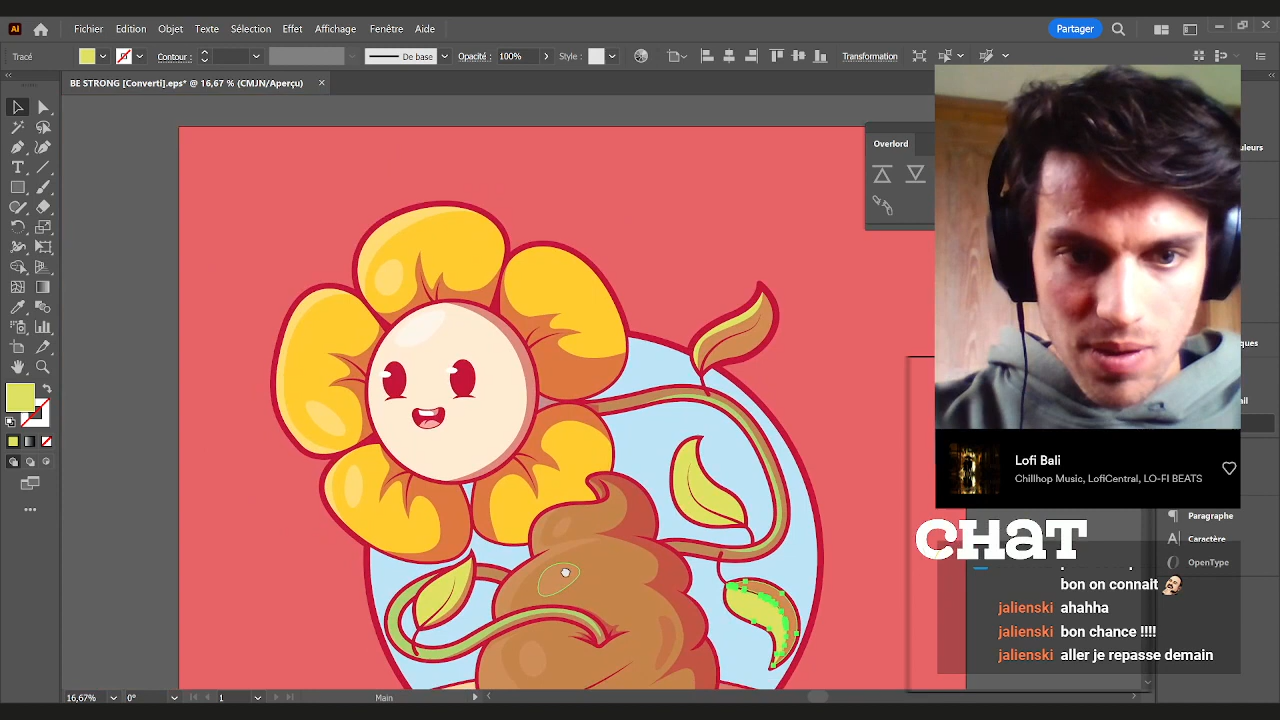 Ai
Fichier Edition Objet Texte Sélection Effet Affichage Fenêtre Aide
Partager
Tracé
Contour :
De base
Opacité : 100%
Style :
Transformation
BE STRONG [Converti].eps* @ 16,67 % (CMJN/Aperçu) ×
Overlord
Lofi Bali
Chillhop Music, LofiCentral, LO-FI BEATS
Paragraphe
Caractère
OpenType
CHAT
bon on connait
jalienski ahahha
jalienski bon chance !!!!
jalienski aller je repasse demain
16,67% 0° 1 Main